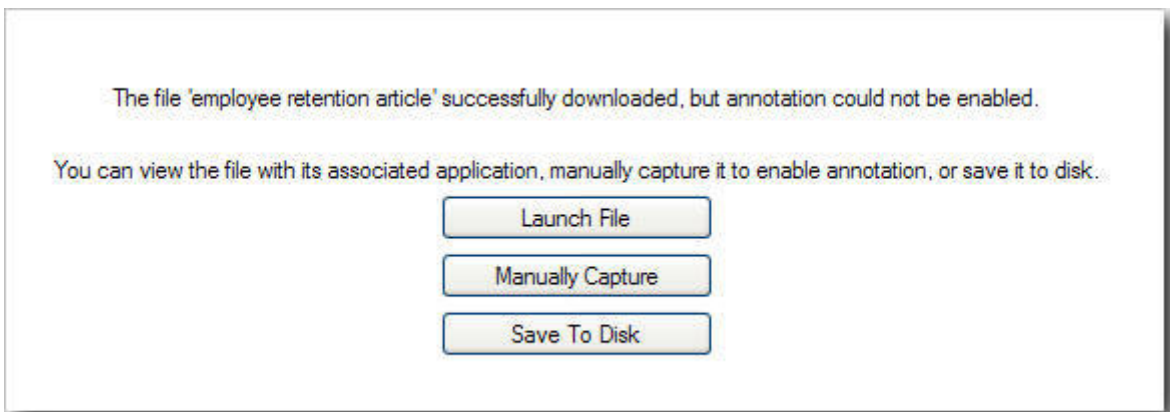 The file 'employee retention article' successfully downloaded, but annotation could not be enabled.
You can view the file with its associated application, manually capture it to enable annotation, or save it to disk.
Launch File
Manually Capture
Save To Disk